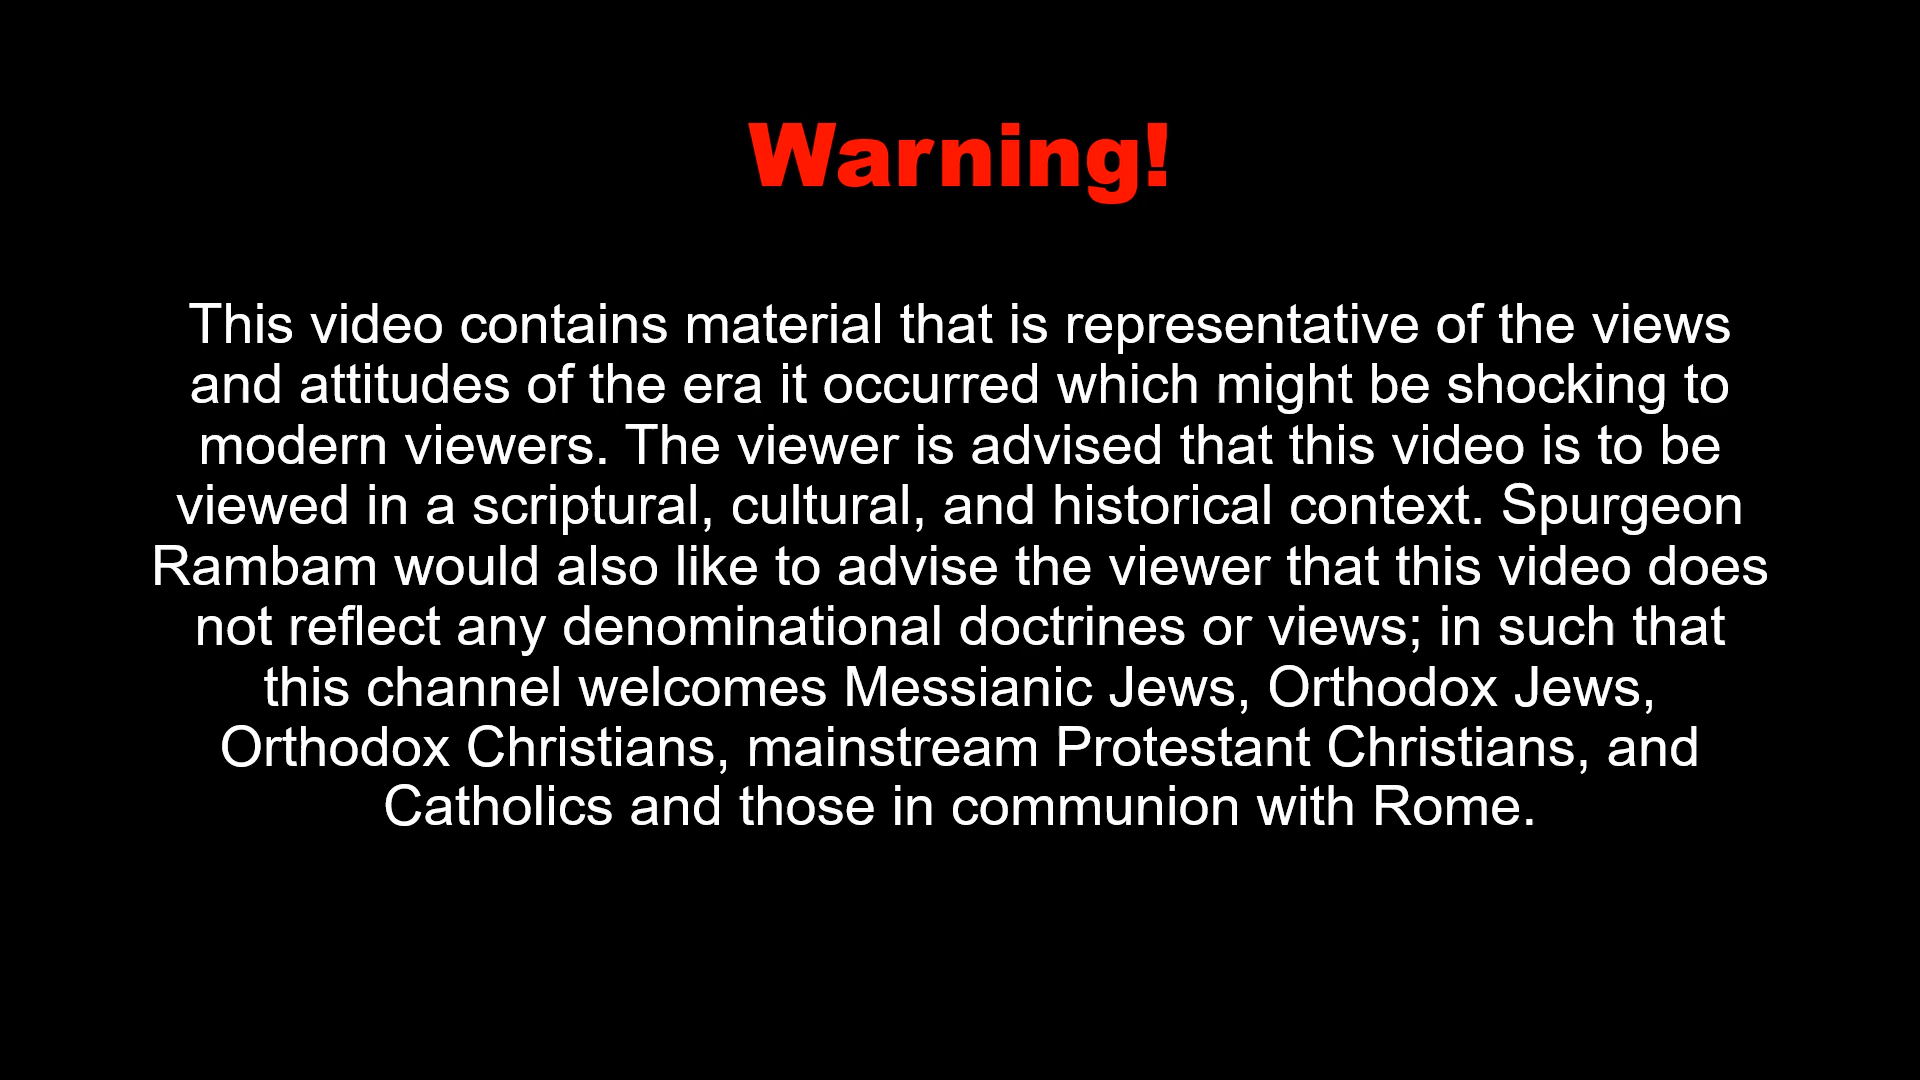 Warning!
This video contains material that is representative of the views
and attitudes of the era it occurred which might be shocking to
modern viewers. The viewer is advised that this video is to be
viewed in a scriptural, cultural, and historical context. Spurgeon
Rambam would also like to advise the viewer that this video does
not reflect any denominational doctrines or views; in such that
this channel welcomes Messianic Jews, Orthodox Jews,
Orthodox Christians, mainstream Protestant Christians, and
Catholics and those in communion with Rome.